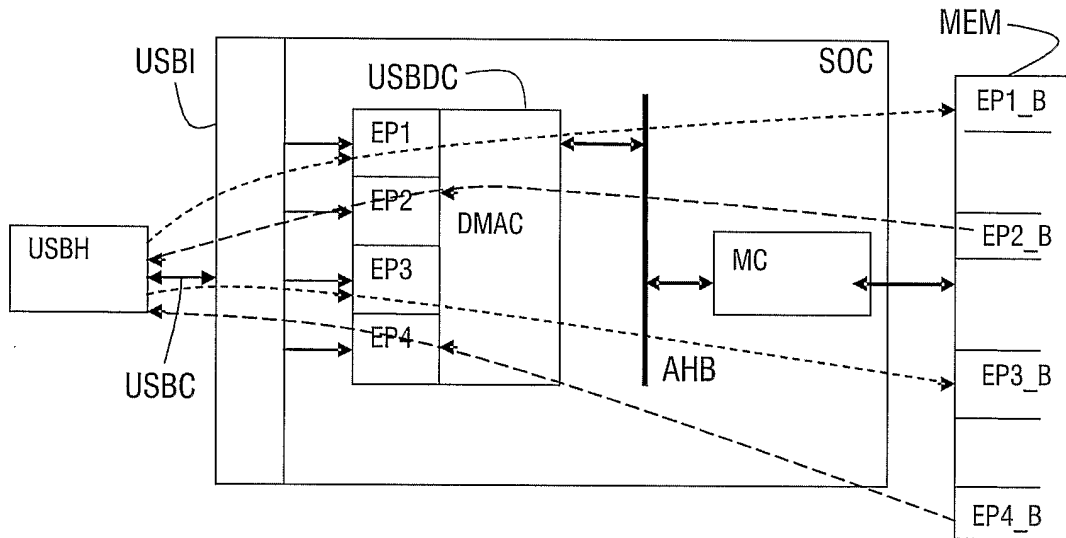 MEM
USBI
SOC
USBDC
EP1
EP1_B
EP2
DMAC
EP2_B
USBH
EP3
MC
EP4
AHB
EP3_B
USBC
EP4_B